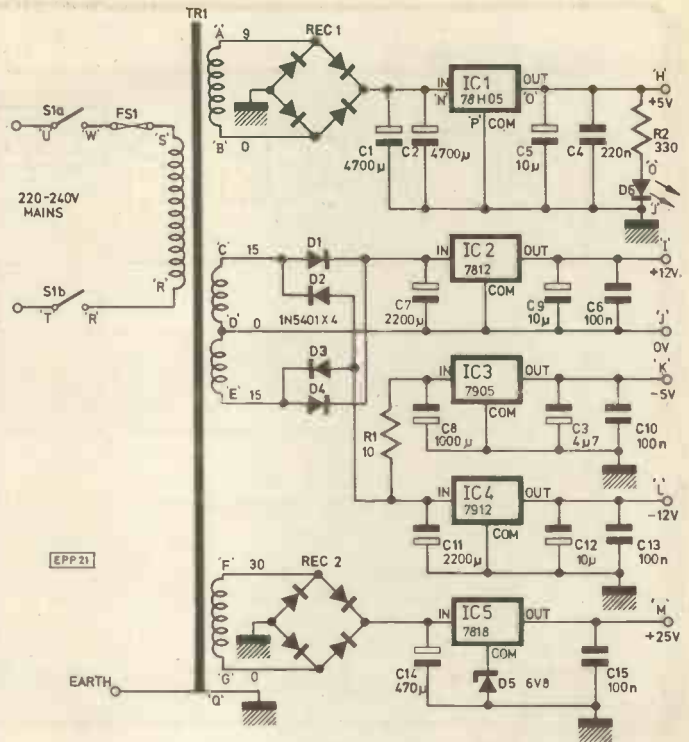 TR1
'A' 9
REC 1
'B' 0
S1a
'U' 'W'
FS1
'S'
220-240V
MAINS
S1b
'T' 'R'
'R'
IN
'N'
IC1
78H05
OUT
'O'
'P' COM
C1
4700µ
C2
4700µ
C5
10µ
C4
220n
'H'
+5V
R2
330
'O'
D6
'J'
'C' 15
D1
D2
'D' 0
1N5401X4
D3
D4
'E' 15
IN
IC 2
7812
OUT
COM
C7
2200µ
C9
10µ
C6
100n
'I'
+12V.
'J'
0V
IN
IC3
7905
OUT
COM
R1
10
C8
1000µ
C3
4µ7
C10
100n
'K'
-5V
IN
IC4
7912
OUT
COM
C11
2200µ
C12
10µ
C13
100n
'L'
-12V
EPP21
'F' 30
REC 2
'G' 0
IN
IC5
7818
OUT
COM
C14
470µ
D5 6V8
C15
100n
'M'
+25V
EARTH
'Q'